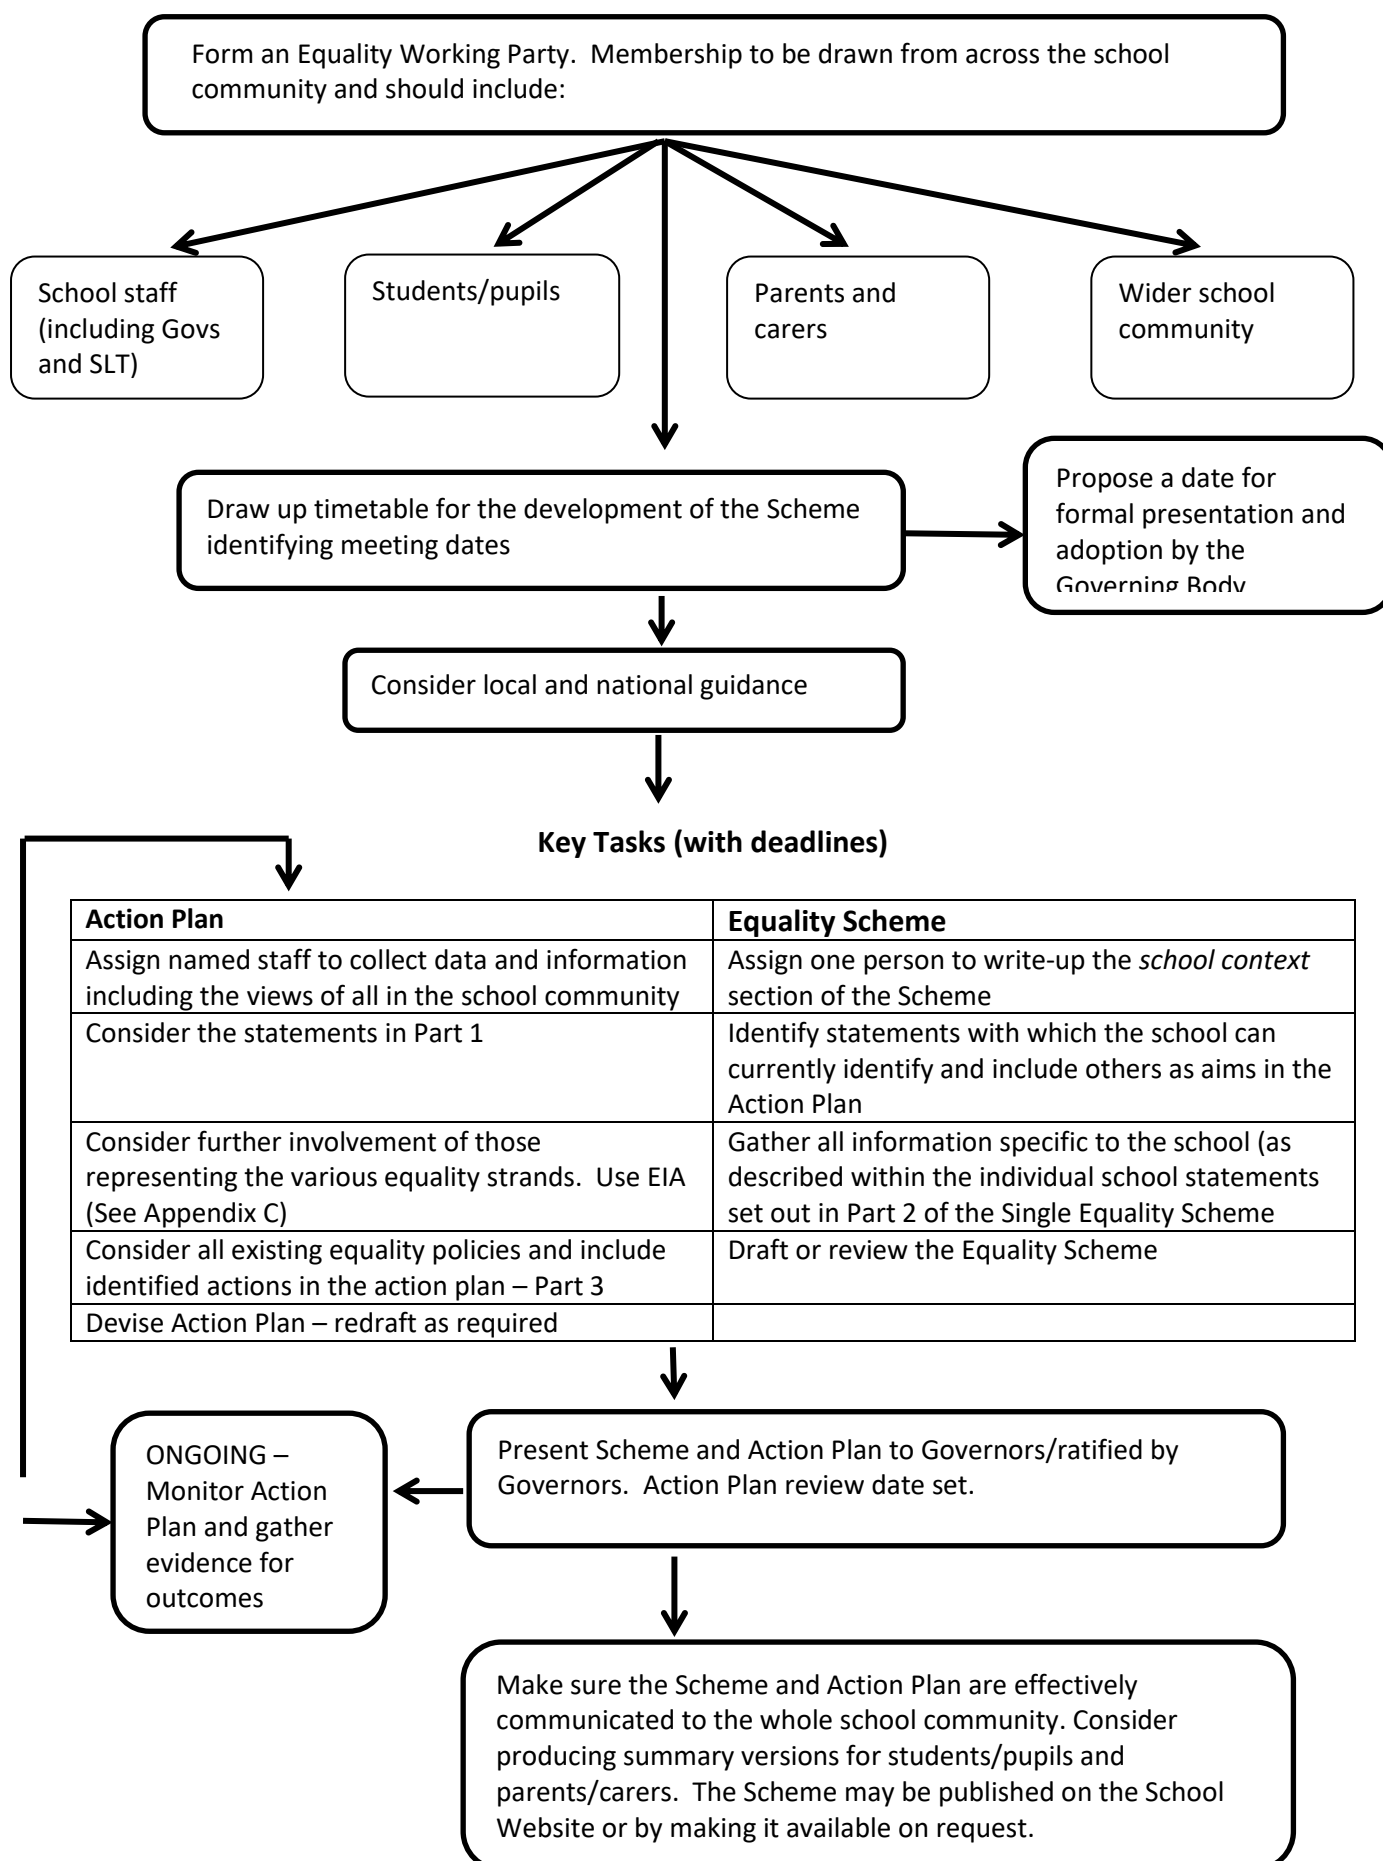 Form an Equality Working Party.  Membership to be drawn from across the school
community and should include:
School staff
(including Govs
and SLT)
Students/pupils
Parents and
carers
Wider school
community
Draw up timetable for the development of the Scheme
identifying meeting dates
Propose a date for
formal presentation and
adoption by the
Governing Body
Consider local and national guidance
Key Tasks (with deadlines)
Action Plan
Equality Scheme
Assign named staff to collect data and information
including the views of all in the school community
Assign one person to write-up the school context
section of the Scheme
Consider the statements in Part 1
Identify statements with which the school can
currently identify and include others as aims in the
Action Plan
Consider further involvement of those
representing the various equality strands.  Use EIA
(See Appendix C)
Gather all information specific to the school (as
described within the individual school statements
set out in Part 2 of the Single Equality Scheme
Consider all existing equality policies and include
identified actions in the action plan – Part 3
Draft or review the Equality Scheme
Devise Action Plan – redraft as required
ONGOING –
Monitor Action
Plan and gather
evidence for
outcomes
Present Scheme and Action Plan to Governors/ratified by
Governors.  Action Plan review date set.
Make sure the Scheme and Action Plan are effectively
communicated to the whole school community. Consider
producing summary versions for students/pupils and
parents/carers.  The Scheme may be published on the School
Website or by making it available on request.